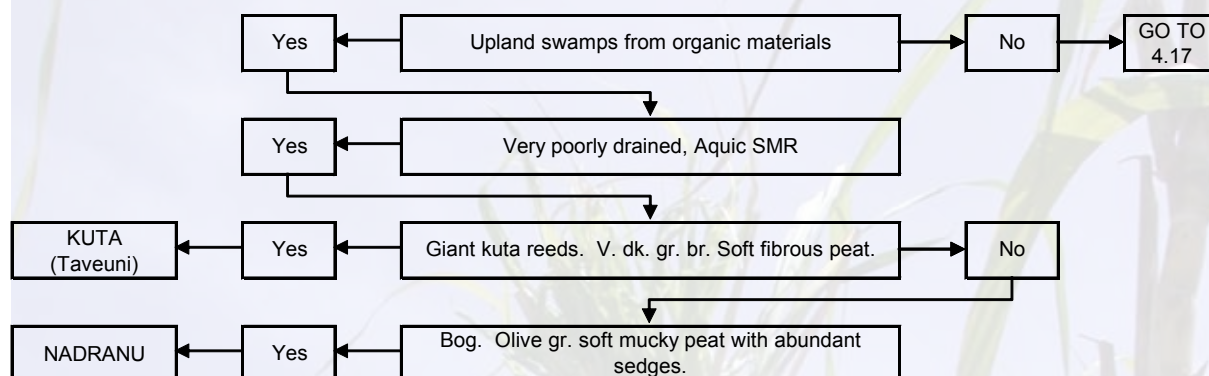 Yes
Upland swamps from organic materials
No
GO TO
4.17
Yes
Very poorly drained, Aquic SMR
KUTA
(Taveuni)
Yes
Giant kuta reeds. V. dk. gr. br. Soft fibrous peat.
No
NADRANU
Yes
Bog. Olive gr. soft mucky peat with abundant
sedges.